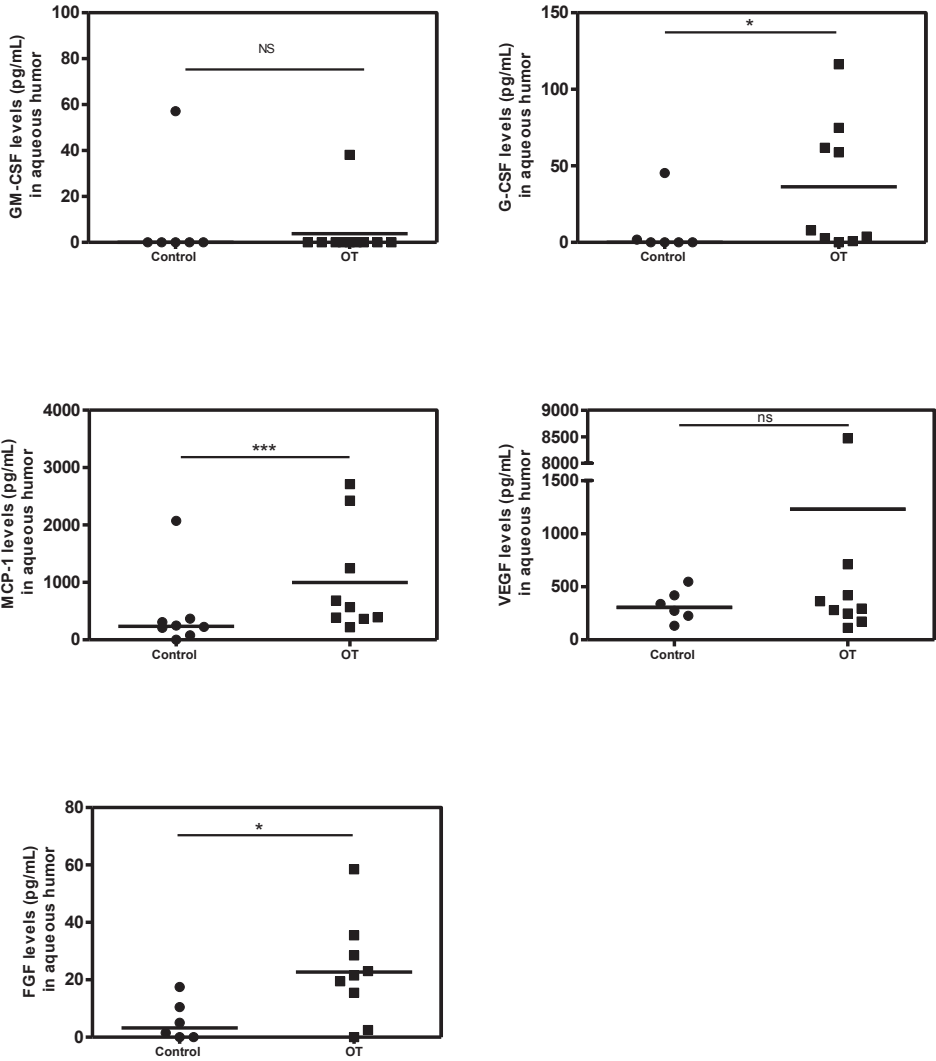 GM-CSF levels (pg/mL)
in aqueous humor
100
80
60
40
20
0
NS
Control
OT
G-CSF levels (pg/mL)
in aqueous humor
150
100
50
0
*
Control
OT
MCP-1 levels (pg/mL)
in aqueous humor
4000
3000
2000
1000
0
***
Control
OT
VEGF levels (pg/mL)
in aqueous humor
9000
8500
8000
1500
1000
500
0
ns
Control
OT
FGF levels (pg/mL)
in aqueous humor
80
60
40
20
0
*
Control
OT